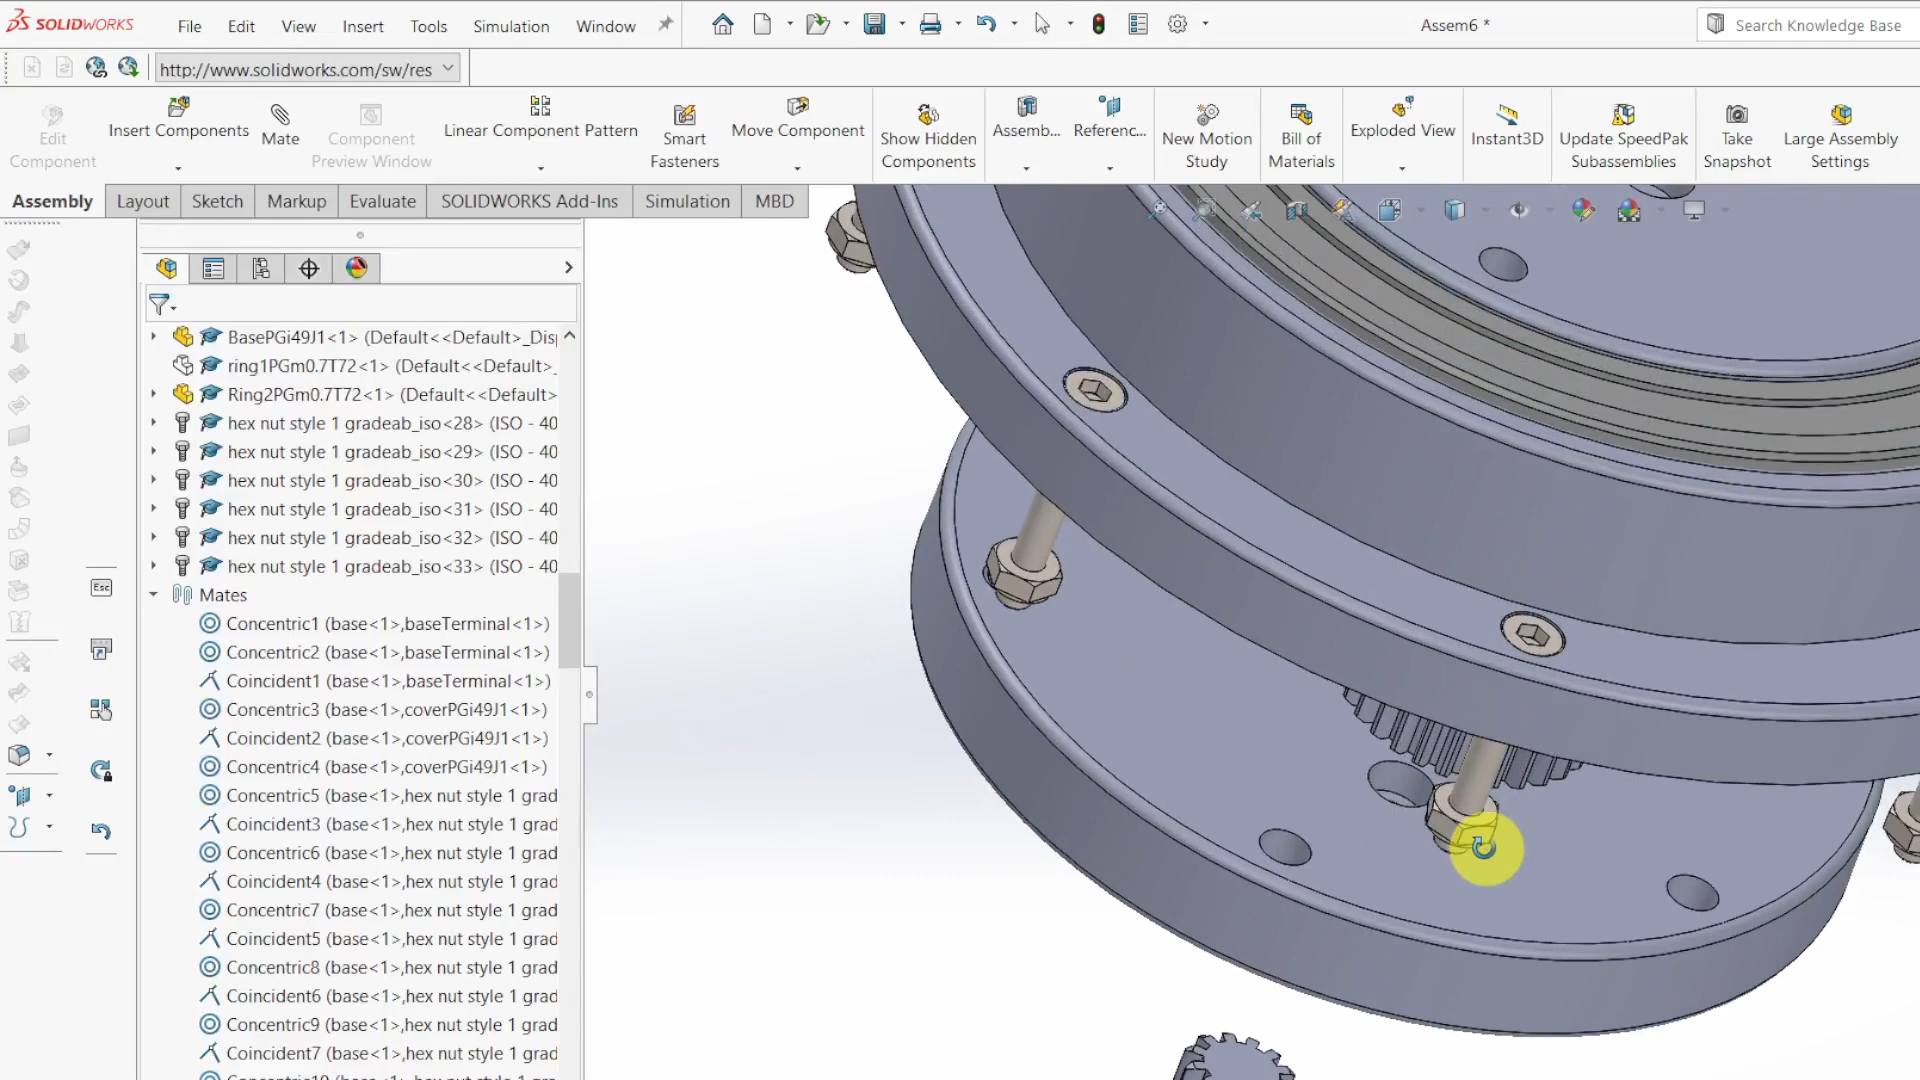 SOLIDWORKS File Edit View Insert Tools Simulation Window Assem6 * Search Knowledge Base
http://www.solidworks.com/sw/res
Edit Component
Insert Components
Mate
Component Preview Window
Linear Component Pattern
Smart Fasteners
Move Component
Show Hidden Components
Assemb...
Referenc...
New Motion Study
Bill of Materials
Exploded View
Instant3D
Update SpeedPak Subassemblies
Take Snapshot
Large Assembly Settings
Assembly Layout Sketch Markup Evaluate SOLIDWORKS Add-Ins Simulation MBD
BasePGi49J1<1> (Default<<Default>_Disp
ring1PGm0.7T72<1> (Default<<Default>_
Ring2PGm0.7T72<1> (Default<<Default>
hex nut style 1 gradeab_iso<28> (ISO - 40
hex nut style 1 gradeab_iso<29> (ISO - 40
hex nut style 1 gradeab_iso<30> (ISO - 40
hex nut style 1 gradeab_iso<31> (ISO - 40
hex nut style 1 gradeab_iso<32> (ISO - 40
hex nut style 1 gradeab_iso<33> (ISO - 40
Esc
Mates
Concentric1 (base<1>,baseTerminal<1>)
Concentric2 (base<1>,baseTerminal<1>)
Coincident1 (base<1>,baseTerminal<1>)
Concentric3 (base<1>,coverPGi49J1<1>)
Coincident2 (base<1>,coverPGi49J1<1>)
Concentric4 (base<1>,coverPGi49J1<1>)
Concentric5 (base<1>,hex nut style 1 grad
Coincident3 (base<1>,hex nut style 1 grad
Concentric6 (base<1>,hex nut style 1 grad
Coincident4 (base<1>,hex nut style 1 grad
Concentric7 (base<1>,hex nut style 1 grad
Coincident5 (base<1>,hex nut style 1 grad
Concentric8 (base<1>,hex nut style 1 grad
Coincident6 (base<1>,hex nut style 1 grad
Concentric9 (base<1>,hex nut style 1 grad
Coincident7 (base<1>,hex nut style 1 grad